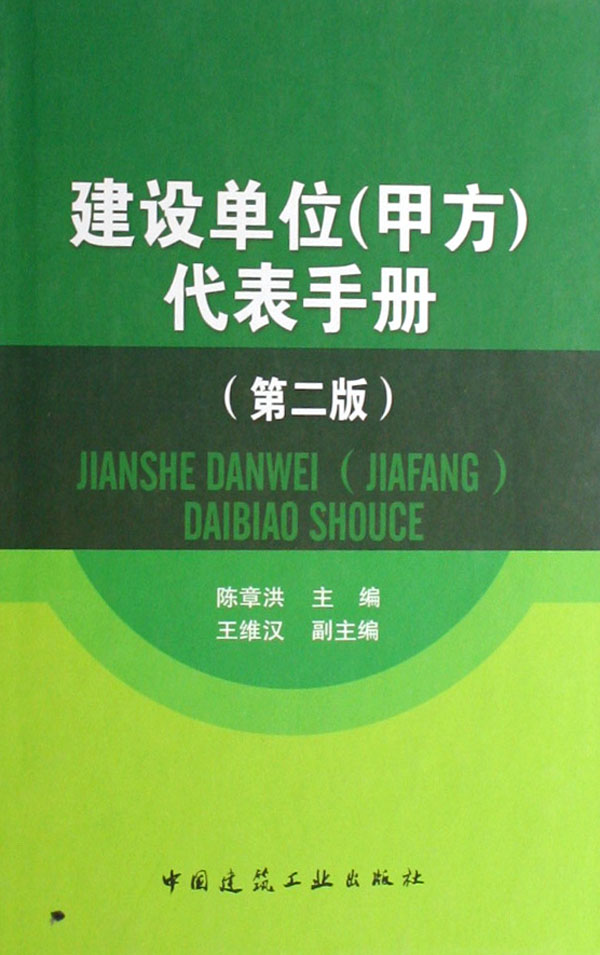 建设单位(甲方)
代表手册
(第二版)
JIANSHE DANWEI (JIAFANG)
DAIBIAO SHOUCE
陈章洪 主 编
王维汉 副主编
中国建筑工业出版社